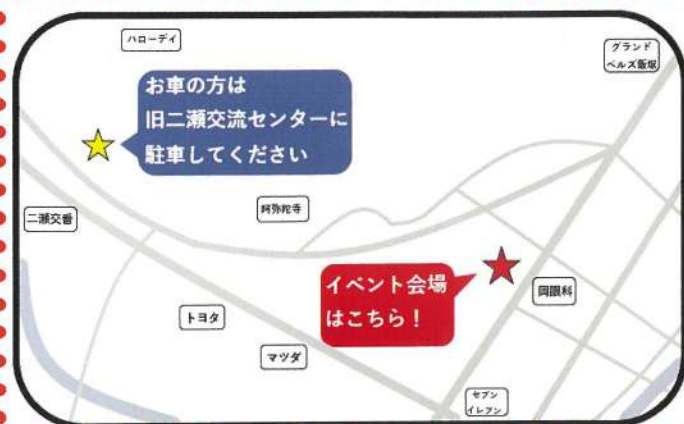 ハローデイ
グランド
ベルズ飯塚
お車の方は
旧二瀬交流センターに
駐車してください
二瀬交番
阿弥陀寺
イベント会場
はこちら！
岡眼科
トヨタ
マツダ
セブン
イレブン